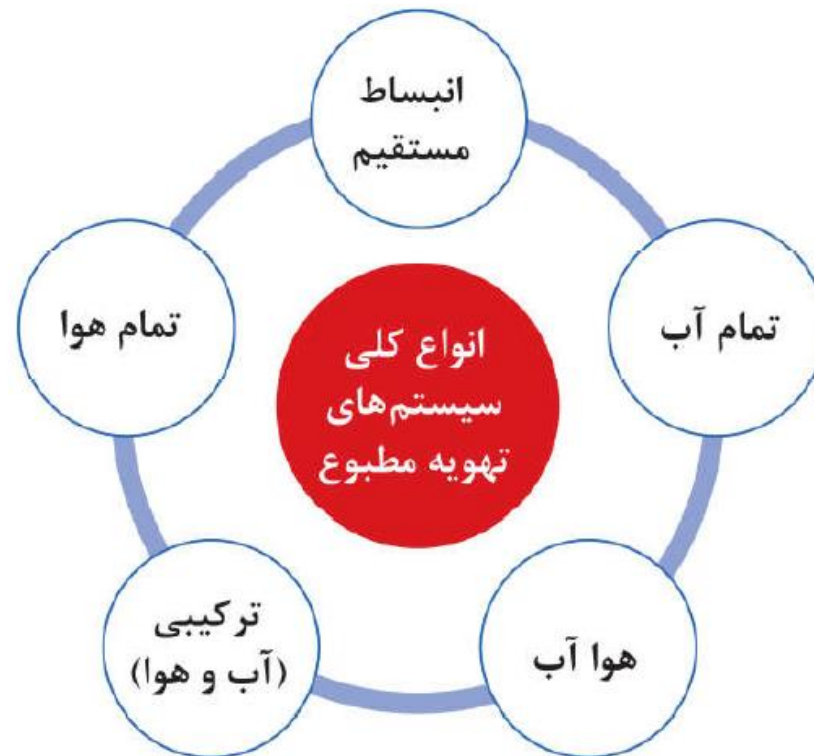 انواع کلی
سیستم‌های
تهویه مطبوع
انبساط
مستقیم
تمام آب
هوا آب
ترکیبی
(آب و هوا)
تمام هوا